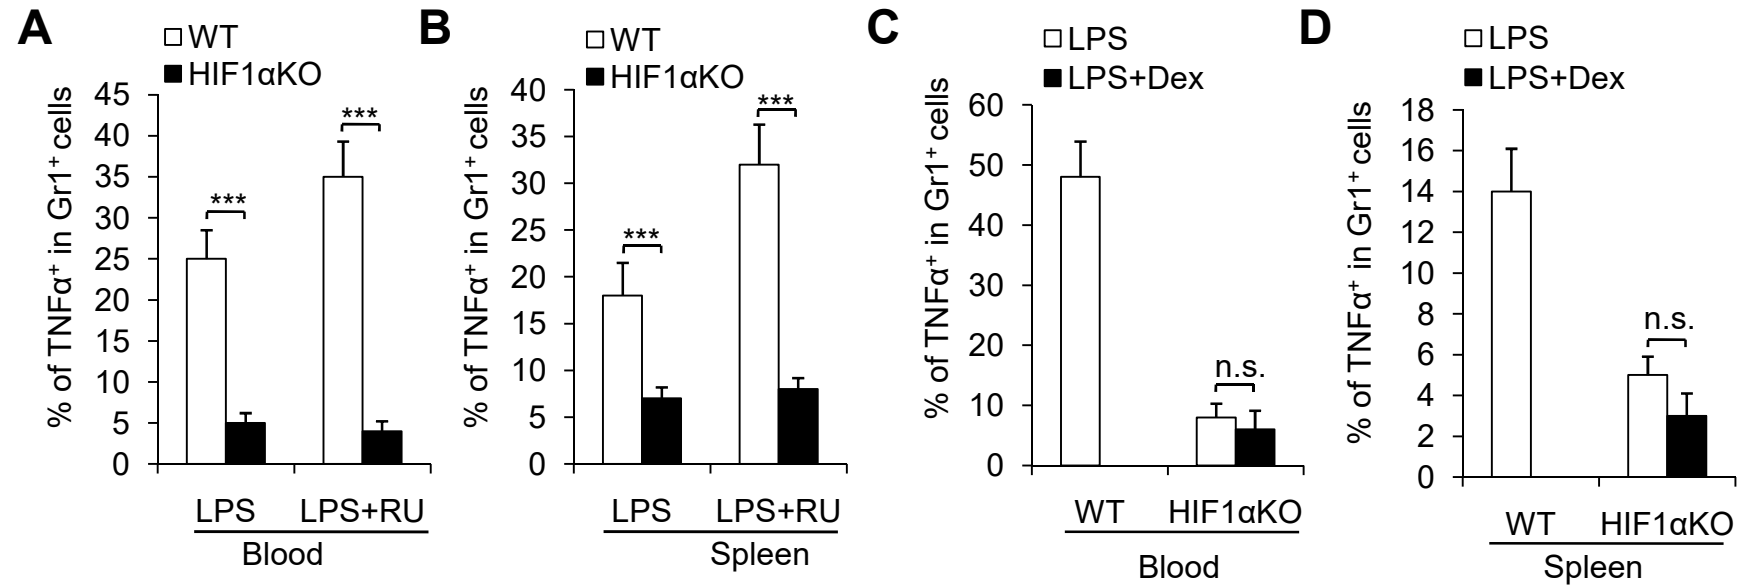 A
WT
HIF1αKO
% of TNFα⁺ in Gr1⁺ cells
45
40
35
30
25
20
15
10
5
0
***
***
LPS
LPS+RU
Blood
B
WT
HIF1αKO
% of TNFα⁺ in Gr1⁺ cells
40
35
30
25
20
15
10
5
0
***
***
LPS
LPS+RU
Spleen
C
LPS
LPS+Dex
% of TNFα⁺ in Gr1⁺ cells
60
50
40
30
20
10
0
n.s.
WT
HIF1αKO
Blood
D
LPS
LPS+Dex
% of TNFα⁺ in Gr1⁺ cells
18
16
14
12
10
8
6
4
2
0
n.s.
WT
HIF1αKO
Spleen